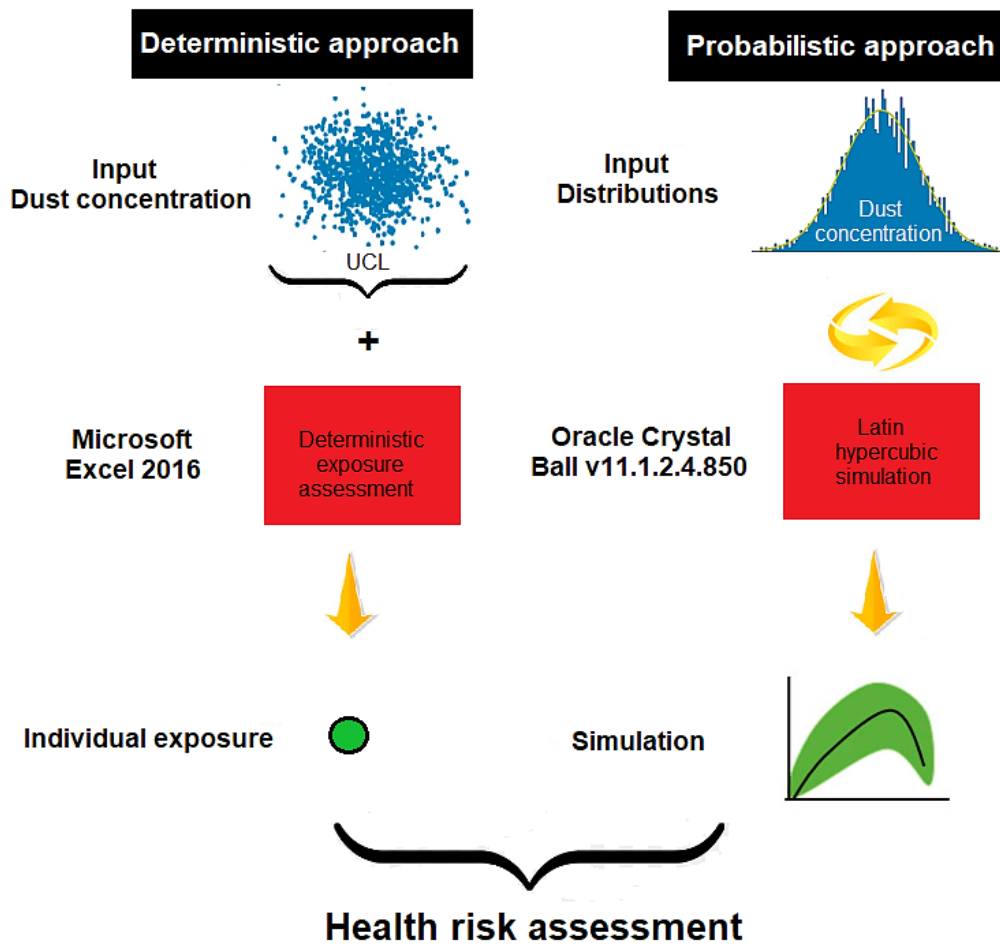 Deterministic approach
Probabilistic approach
Input
Dust concentration
UCL
Input
Distributions
Dust
concentration
+
Microsoft
Excel 2016
Deterministic
exposure
assessment
Oracle Crystal
Ball v11.1.2.4.850
Latin
hypercubic
simulation
Individual exposure
Simulation
Health risk assessment